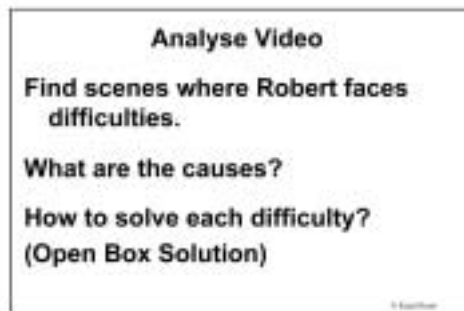 Analyse Video
Find scenes where Robert faces
difficulties.
What are the causes?
How to solve each difficulty?
(Open Box Solution)